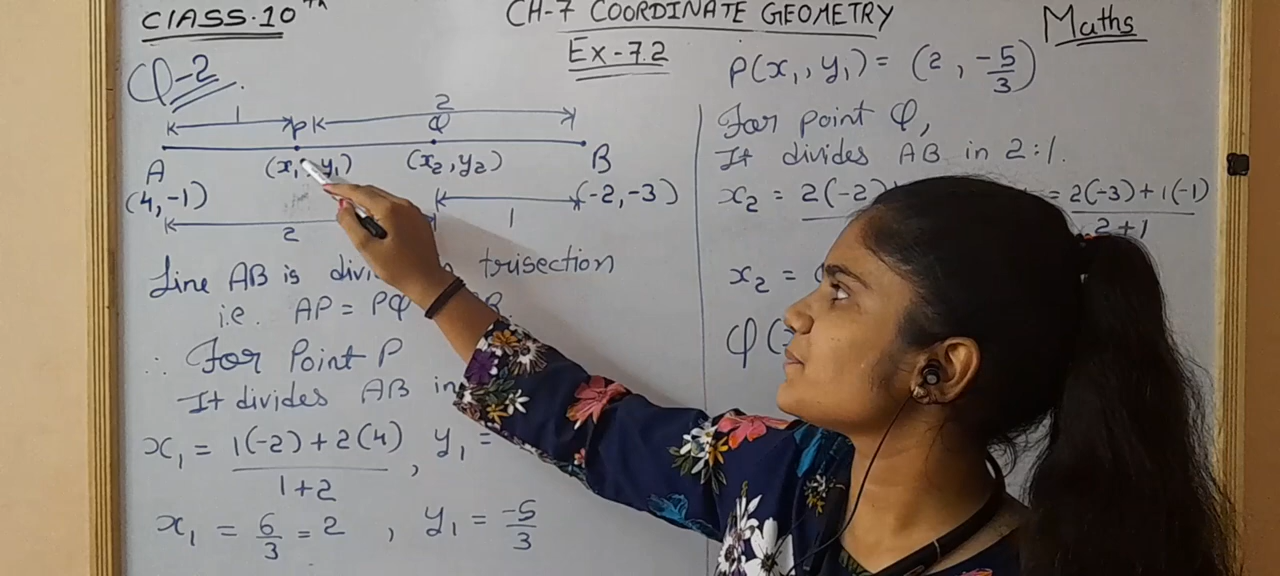 CLASS.10th
CH-7 COORDINATE GEOMETRY
Maths
Ex-7.2
Q-2
1
2
P
Q
A
(x₁, y₁)
(x₂, y₂)
B
(4, -1)
(-2, -3)
2
1
Line AB is trisection
i.e. AP = PQ
∴ For Point P
It divides AB in
x₁ = 1(-2) + 2(4) / 1+2 , y₁ =
x₁ = 6/3 = 2 , y₁ = -5/3
P(x₁, y₁) = (2, -5/3)
For point Q,
It divides AB in 2:1.
x₂ = 2(-2) = 2(-3)+1(-1) / 2+1
x₂ =
Q(